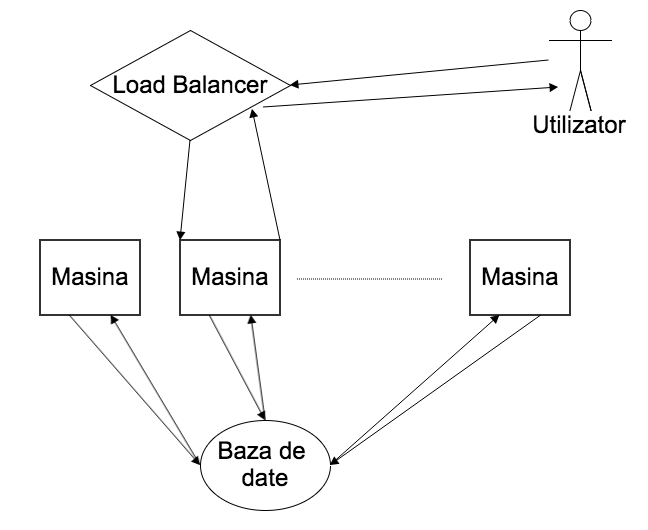 Load Balancer
Utilizator
Masina
Masina
Masina
Baza de
date